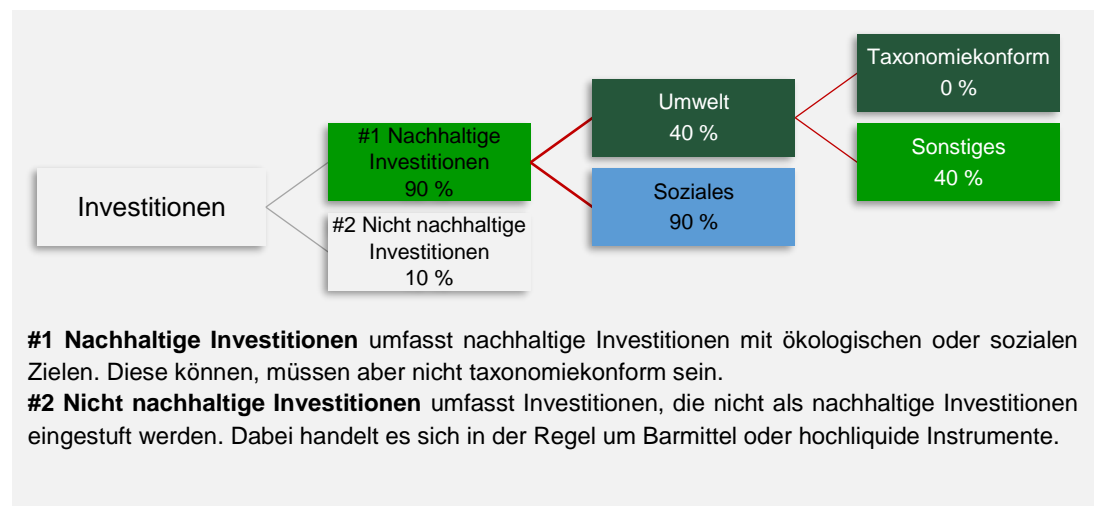 Investitionen
#1 Nachhaltige
Investitionen
90 %
#2 Nicht nachhaltige
Investitionen
10 %
Umwelt
40 %
Soziales
90 %
Taxonomiekonform
0 %
Sonstiges
40 %
#1 Nachhaltige Investitionen umfasst nachhaltige Investitionen mit ökologischen oder sozialen
Zielen. Diese können, müssen aber nicht taxonomiekonform sein.
#2 Nicht nachhaltige Investitionen umfasst Investitionen, die nicht als nachhaltige Investitionen
eingestuft werden. Dabei handelt es sich in der Regel um Barmittel oder hochliquide Instrumente.